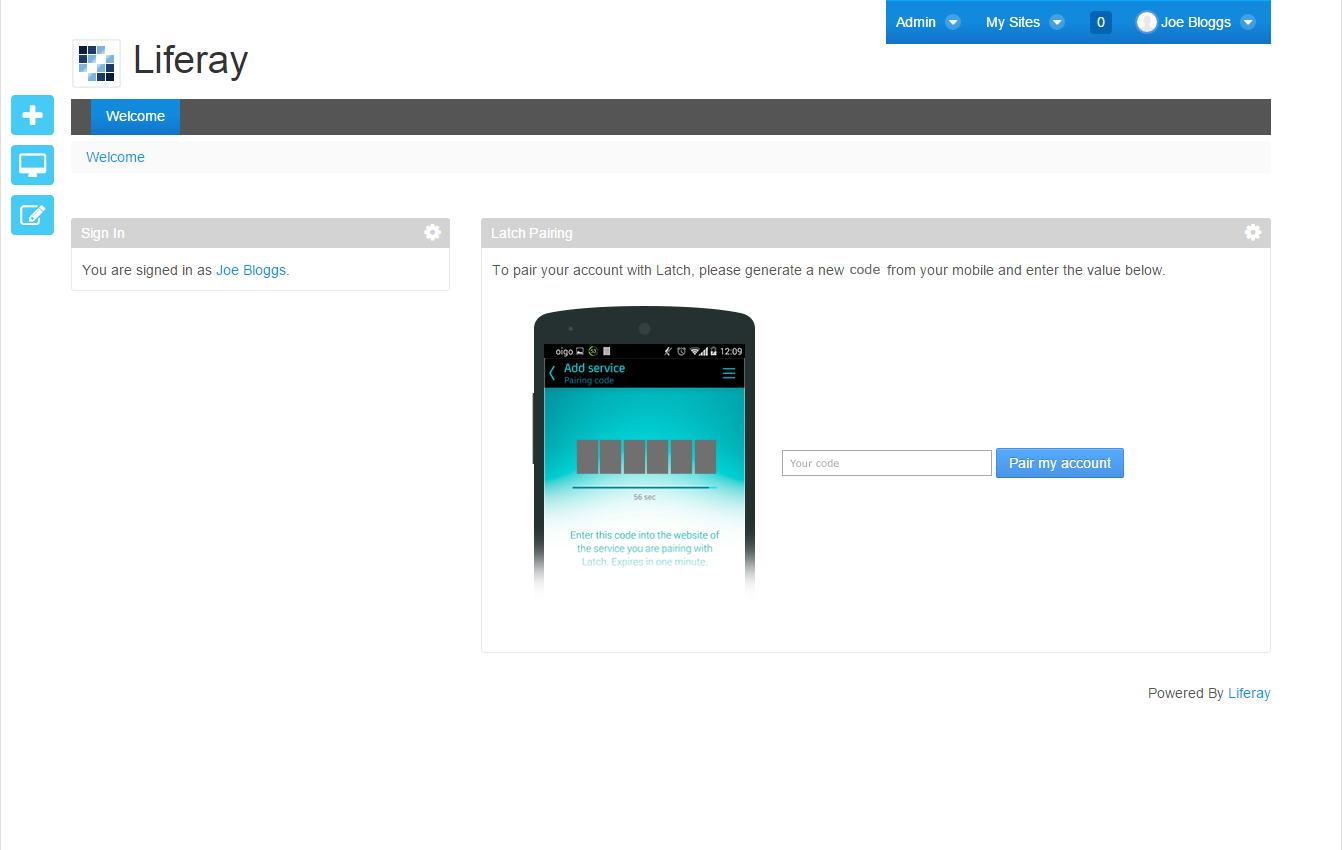 Admin My Sites 0 Joe Bloggs
Liferay
Welcome
Welcome
Sign In
You are signed in as Joe Bloggs.
Latch Pairing
To pair your account with Latch, please generate a new code from your mobile and enter the value below.
oigo 53 12:09
Add service
Pairing code
56 sec
Enter this code into the website of
the service you are pairing with
Latch. Expires in one minute.
Your code Pair my account
Powered By Liferay